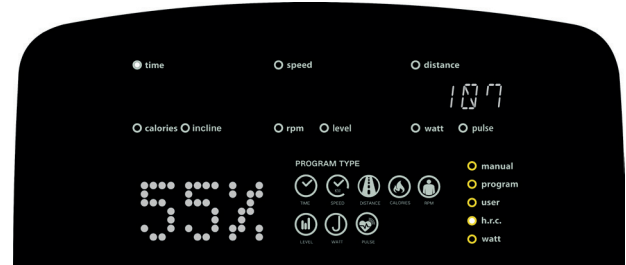 time speed distance
107
calories incline rpm level watt pulse
PROGRAM TYPE
manual
program
user
h.r.c.
watt
55%
TIME SPEED DISTANCE CALORIES RPM
LEVEL WATT PULSE